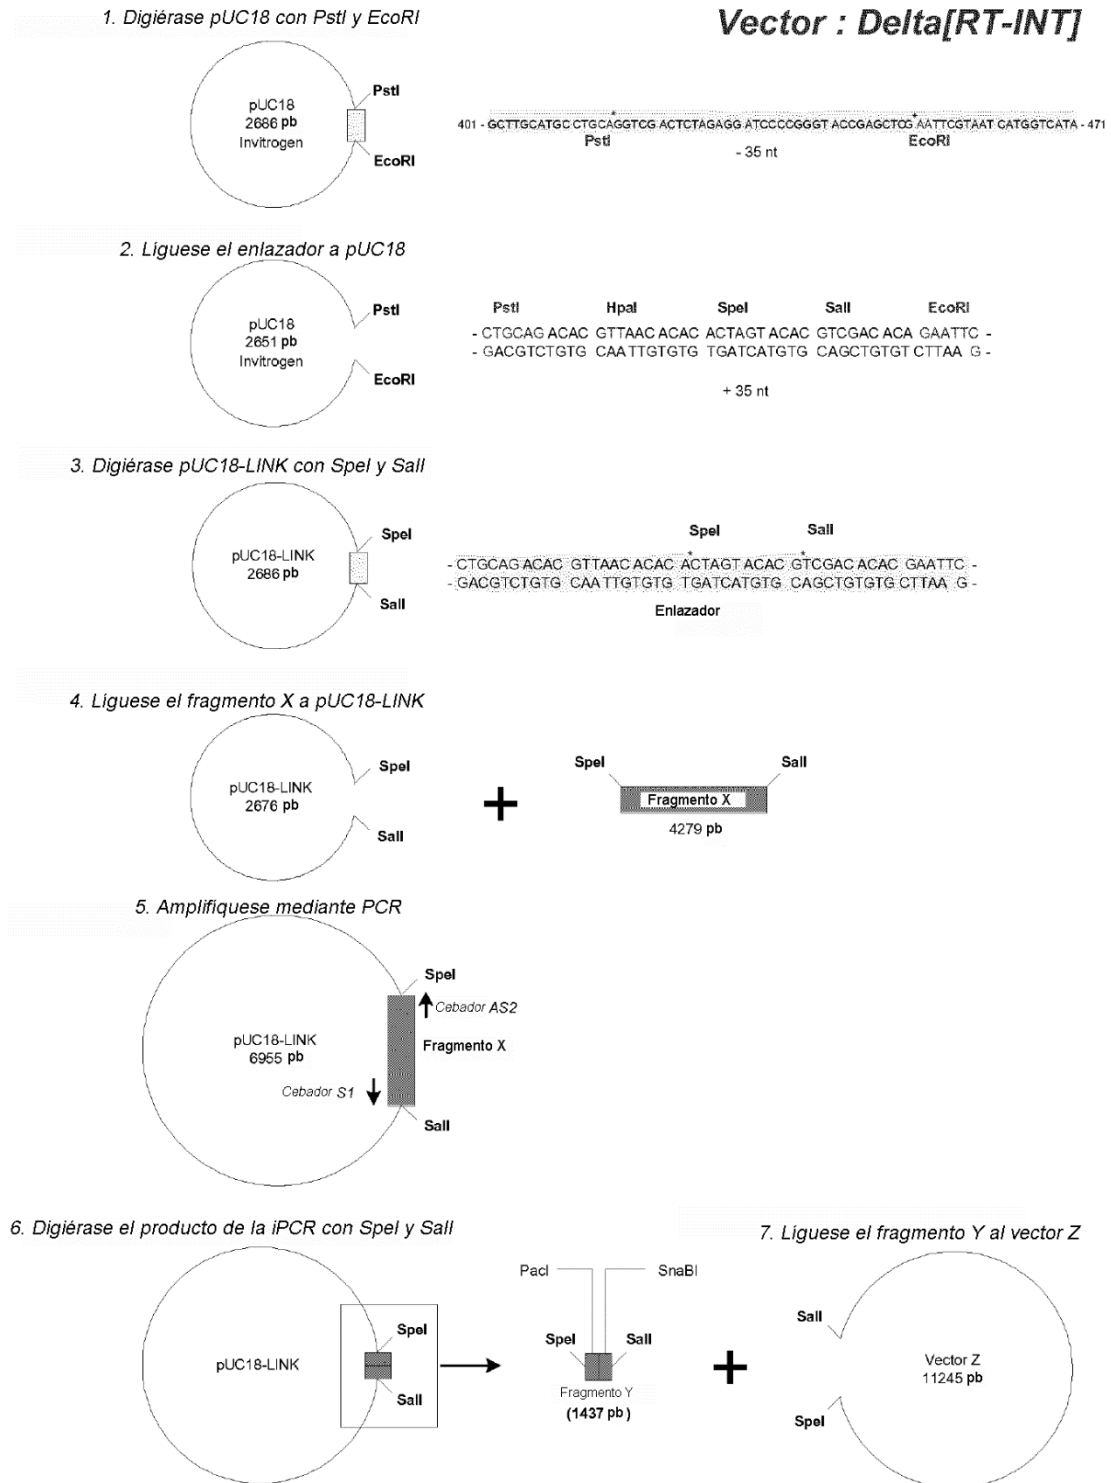 1. Digiérase pUC18 con PstI y EcoRI
Vector : Delta[RT-INT]
PstI
pUC18
2686 pb
Invitrogen
EcoRI
401 - GCTTGCATGC CTGCAGGTCG ACTCTAGAGG ATCCCCGGGT ACCGAGCTCG AATTCGTAAT CATGGTCATA - 471
PstI
EcoRI
- 35 nt
2. Líguese el enlazador a pUC18
pUC18
2651 pb
Invitrogen
PstI
EcoRI
PstI HpaI SpeI SalI EcoRI
- CTGCAG ACAC GTTAAC ACAC ACTAGT ACAC GTCGAC ACA GAATTC -
- GACGTCTGTG CAATTGTGTG TGATCATGTG CAGCTGTGT CTTAA G -
+ 35 nt
3. Digiérase pUC18-LINK con SpeI y SalI
pUC18-LINK
2686 pb
SpeI
SalI
SpeI SalI
- CTGCAG ACAC GTTAAC ACAC ACTAGT ACAC GTCGAC ACAC GAATTC -
- GACGTCTGTG CAATTGTGTG TGATCATGTG CAGCTGTGTG CTTAA G -
Enlazador
4. Líguese el fragmento X a pUC18-LINK
pUC18-LINK
2676 pb
SpeI
SalI
+
SpeI SalI
Fragmento X
4279 pb
5. Amplifíquese mediante PCR
SpeI
Cebador AS2
pUC18-LINK
6955 pb
Fragmento X
Cebador S1
SalI
6. Digiérase el producto de la iPCR con SpeI y SalI
7. Líguese el fragmento Y al vector Z
pUC18-LINK
SpeI
SalI
PacI SnaBI
SpeI SalI
Fragmento Y
(1437 pb)
+
SalI
Vector Z
11245 pb
SpeI